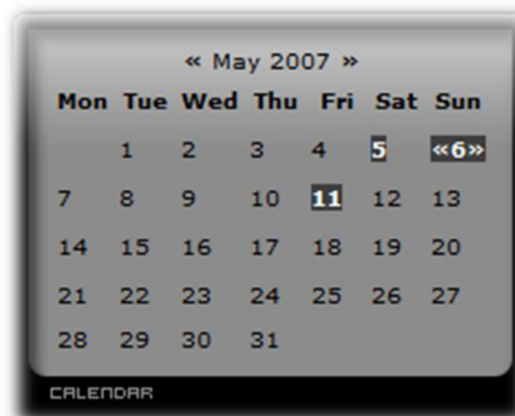 « May 2007 »
Mon Tue Wed Thu Fri Sat Sun
1 2 3 4 5 «6»
7 8 9 10 11 12 13
14 15 16 17 18 19 20
21 22 23 24 25 26 27
28 29 30 31
CALENDAR